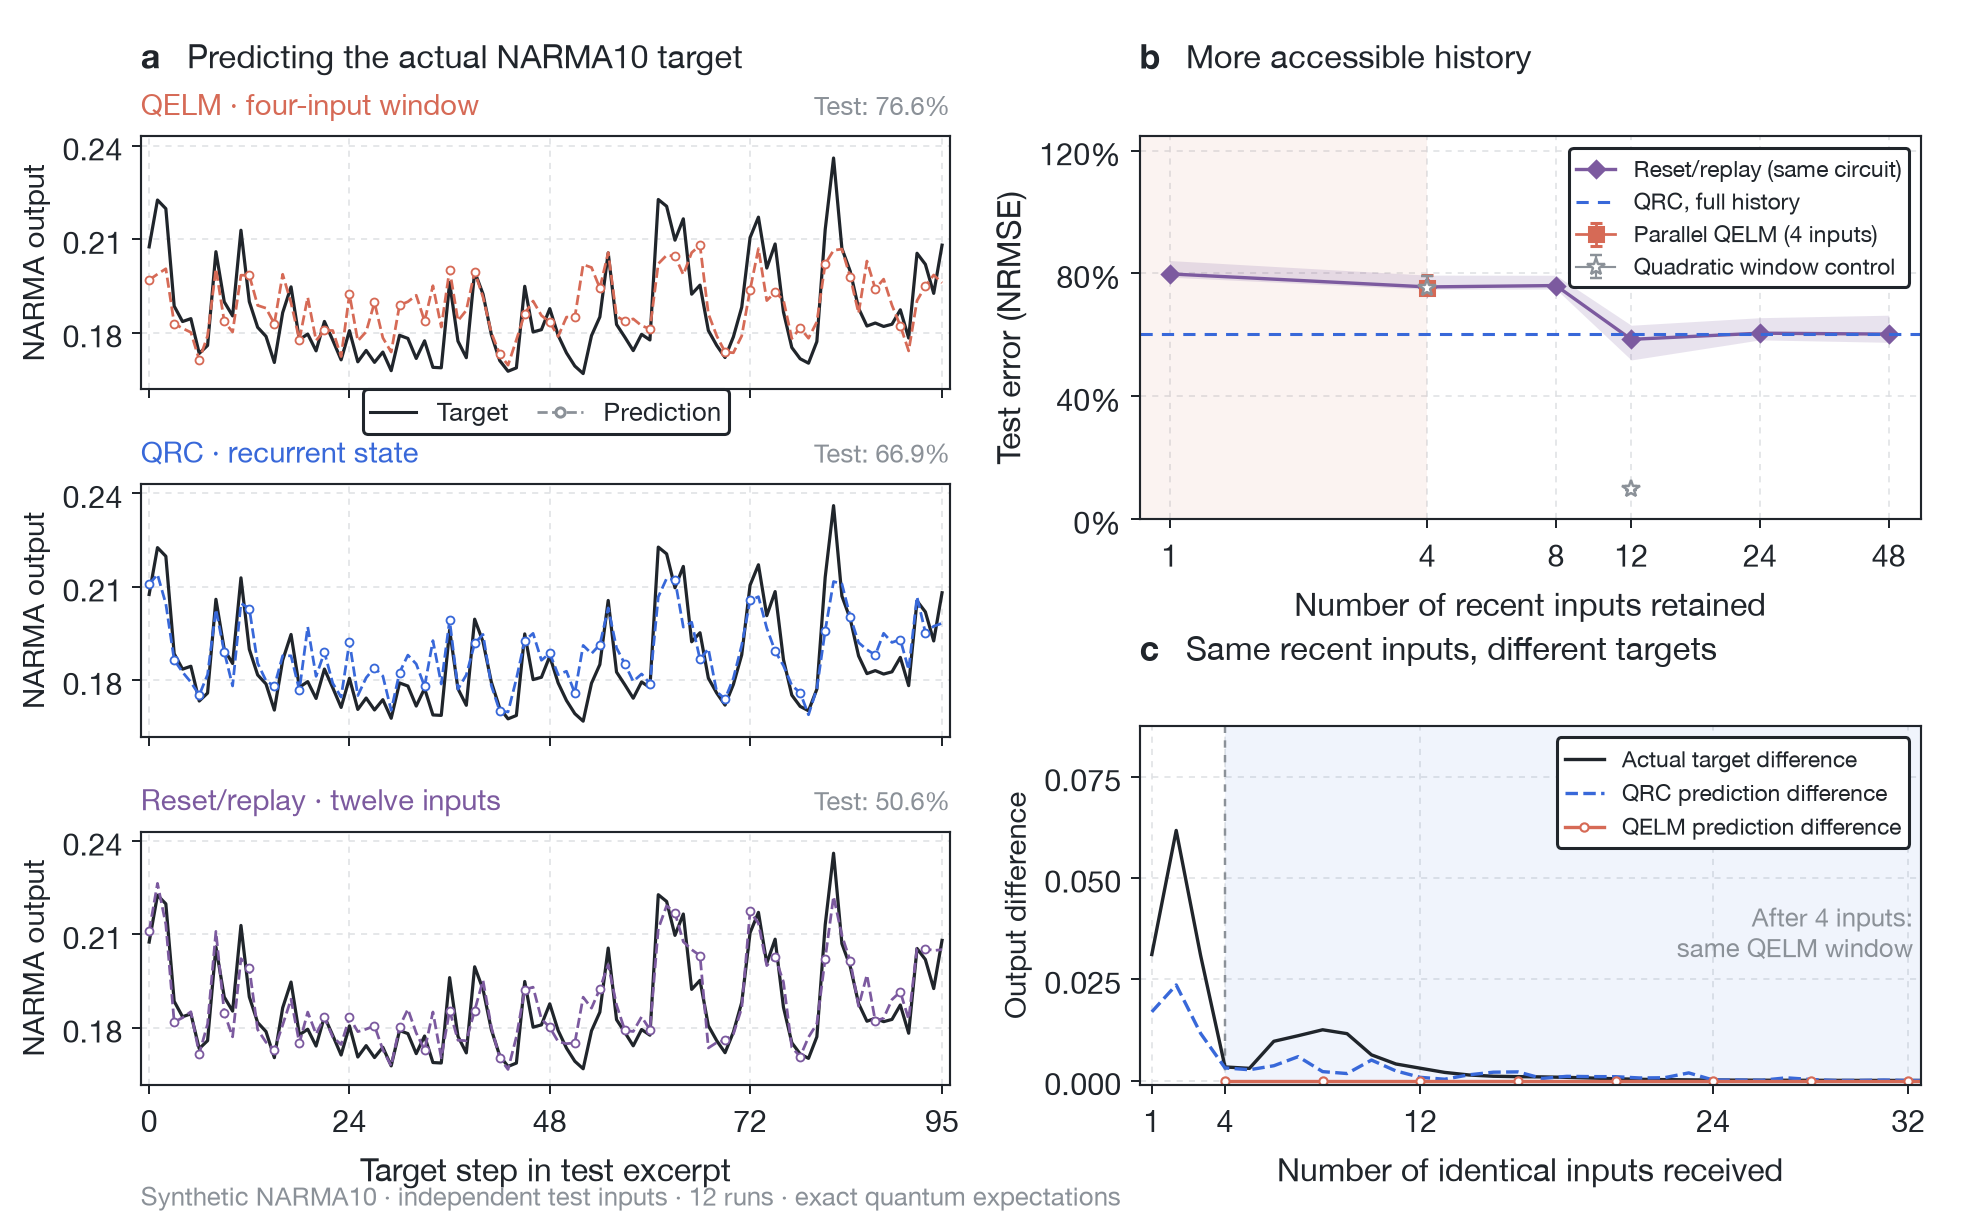 a Predicting the actual NARMA10 target
QELM · four-input window
Test: 76.6%
NARMA output
0.24
0.21
0.18
Target
Prediction
QRC · recurrent state
Test: 66.9%
NARMA output
0.24
0.21
0.18
Reset/replay · twelve inputs
Test: 50.6%
NARMA output
0.24
0.21
0.18
0 24 48 72 95
Target step in test excerpt
Synthetic NARMA10 · independent test inputs · 12 runs · exact quantum expectations
b More accessible history
Test error (NRMSE)
120%
80%
40%
0%
Reset/replay (same circuit)
QRC, full history
Parallel QELM (4 inputs)
Quadratic window control
1 4 8 12 24 48
Number of recent inputs retained
c Same recent inputs, different targets
Output difference
0.075
0.050
0.025
0.000
Actual target difference
QRC prediction difference
QELM prediction difference
After 4 inputs:
same QELM window
1 4 12 24 32
Number of identical inputs received